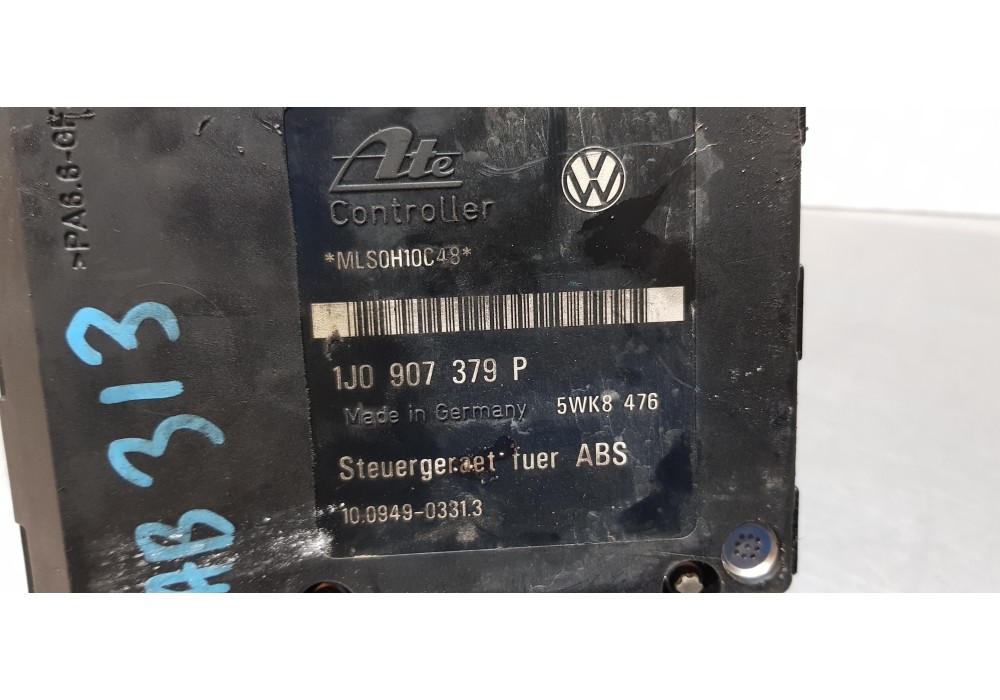 Ate
Controller
*MLS0H10C48*
1J0 907 379 P
Made in Germany 5WK8 476
Steuergeraet fuer ABS
10.0949-0331.3
>PA6.6-GF
AB 313